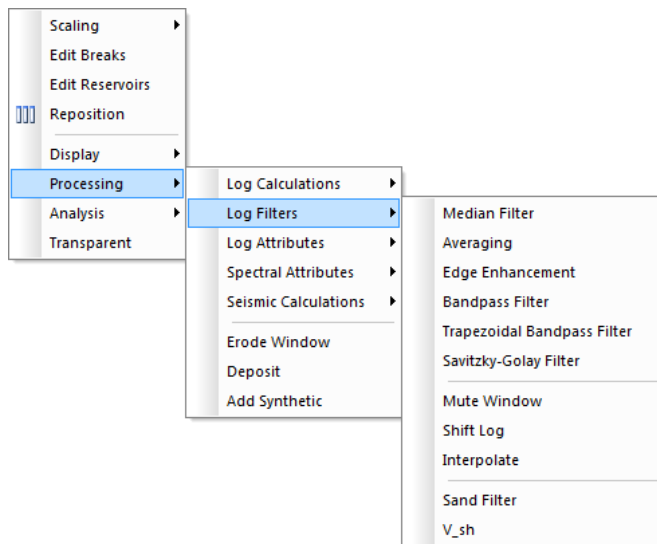 Scaling
Edit Breaks
Edit Reservoirs
Reposition
Display
Processing
Analysis
Transparent
Log Calculations
Log Filters
Log Attributes
Spectral Attributes
Seismic Calculations
Erode Window
Deposit
Add Synthetic
Median Filter
Averaging
Edge Enhancement
Bandpass Filter
Trapezoidal Bandpass Filter
Savitzky-Golay Filter
Mute Window
Shift Log
Interpolate
Sand Filter
V_sh